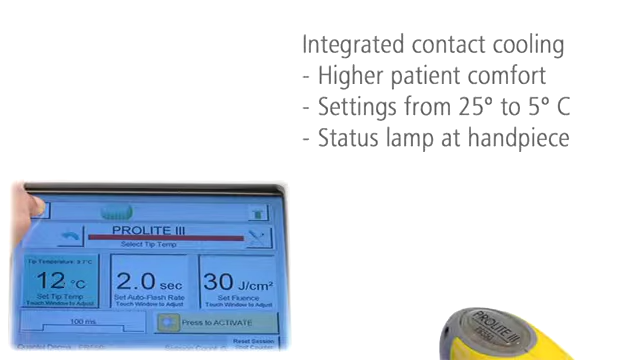 Integrated contact cooling
- Higher patient comfort
- Settings from 25° to 5° C
- Status lamp at handpiece
PROLITE III
Select Tip Temp
Tip Temperature
12 °C
Set Tip Temp
Touch Window to Adjust
2.0 sec
Set Auto-Flash Rate
Touch Window to Adjust
30 J/cm²
Set Fluence
Touch Window to Adjust
100 ms
Press to ACTIVATE
Reset Session
PROLITE III